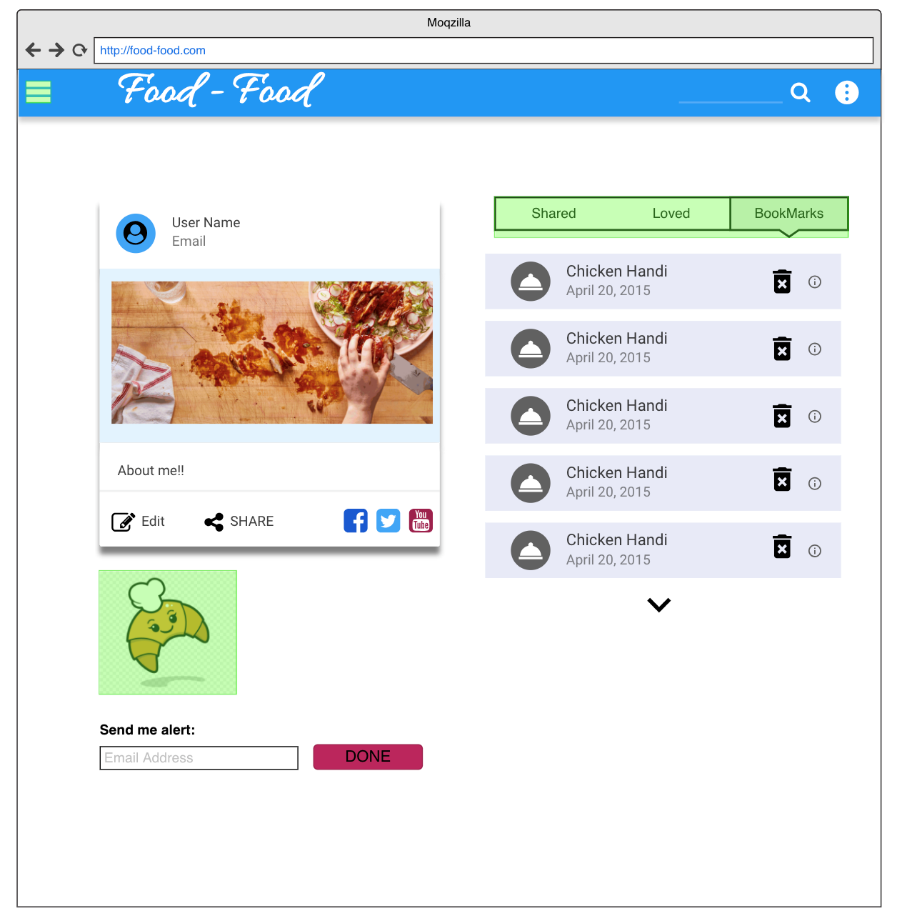 Moqzilla
http://food-food.com
Food - Food
User Name
Email
About me!!
Edit
SHARE
You
Tube
Shared
Loved
BookMarks
Chicken Handi
April 20, 2015
Chicken Handi
April 20, 2015
Chicken Handi
April 20, 2015
Chicken Handi
April 20, 2015
Chicken Handi
April 20, 2015
Send me alert:
Email Address
DONE